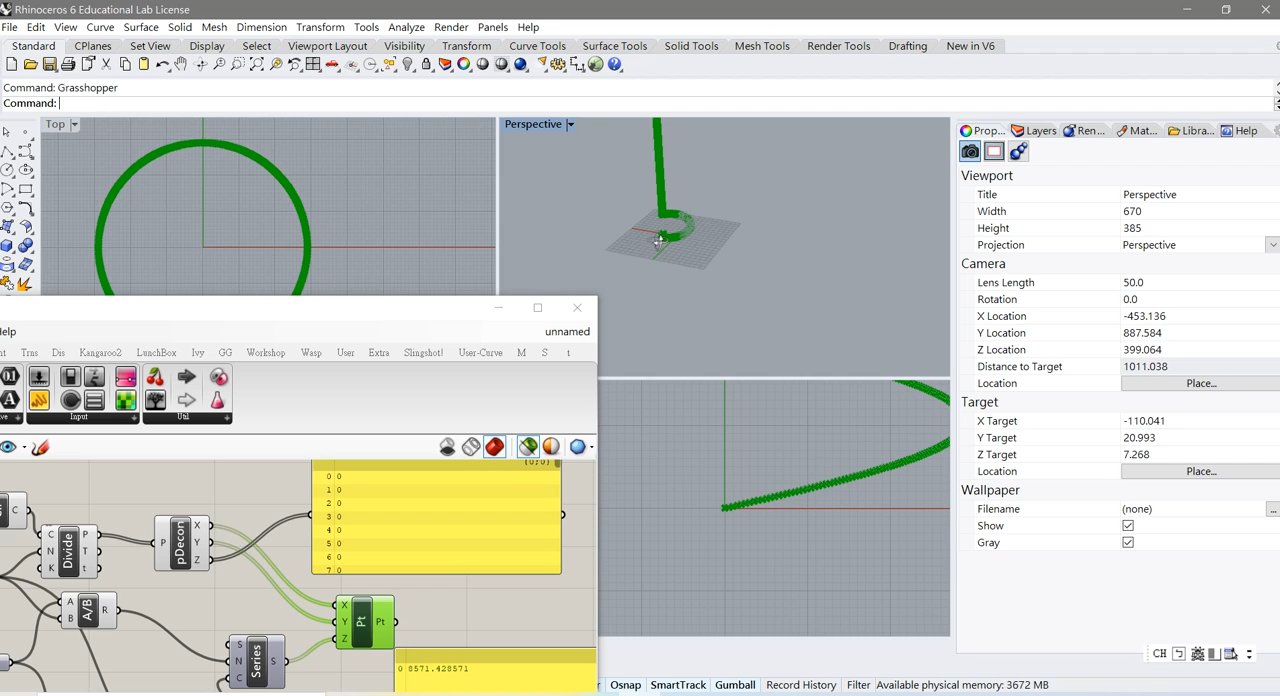 Rhinoceros 6 Educational Lab License
File Edit View Curve Surface Solid Mesh Dimension Transform Tools Analyze Render Panels Help
Standard CPlanes Set View Display Select Viewport Layout Visibility Transform Curve Tools Surface Tools Solid Tools Mesh Tools Render Tools Drafting New in V6
Command: Grasshopper
Command:
Top
Perspective
Prop... Layers Ren... Mat... Libra... Help
Viewport
Title Perspective
Width 670
Height 385
Projection Perspective
Camera
Lens Length 50.0
Rotation 0.0
X Location -453.136
Y Location 887.584
Z Location 399.064
Distance to Target 1011.038
Location Place...
Target
X Target -110.041
Y Target 20.993
Z Target 7.268
Location Place...
Wallpaper
Filename (none) ...
Show
Gray
Help
unnamed
nt Trns Dis Kangaroo2 LunchBox Ivy GG Workshop Wasp User Extra Slingshot! User-Curve M S t
Input Util
{0;0}
0 0
1 0
2 0
3 0
4 0
5 0
6 0
7 0
C
C N K Divide P T t
P pDecon X Y Z
A B A/B R
S N C Series S
X Y Z Pt Pt
0 8571.428571
CH
Osnap SmartTrack Gumball Record History Filter Available physical memory: 3672 MB